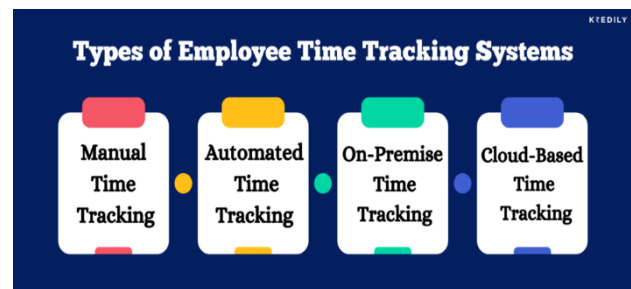 KREDILY
Types of Employee Time Tracking Systems
Manual
Time
Tracking
Automated
Time
Tracking
On-Premise
Time
Tracking
Cloud-Based
Time
Tracking